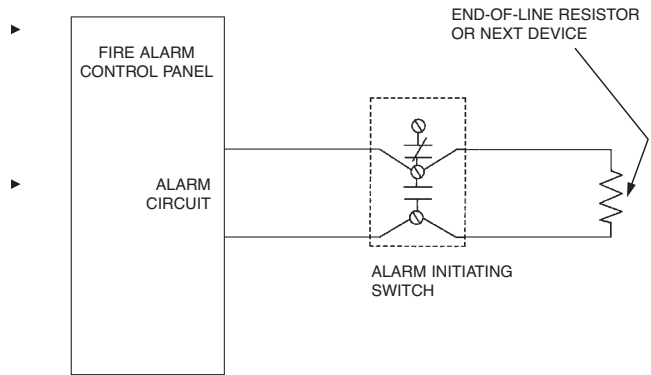 END-OF-LINE RESISTOR
OR NEXT DEVICE
FIRE ALARM
CONTROL PANEL
ALARM
CIRCUIT
ALARM INITIATING
SWITCH